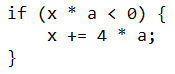 if (x * a < 0) {
    x += 4 * a;
}